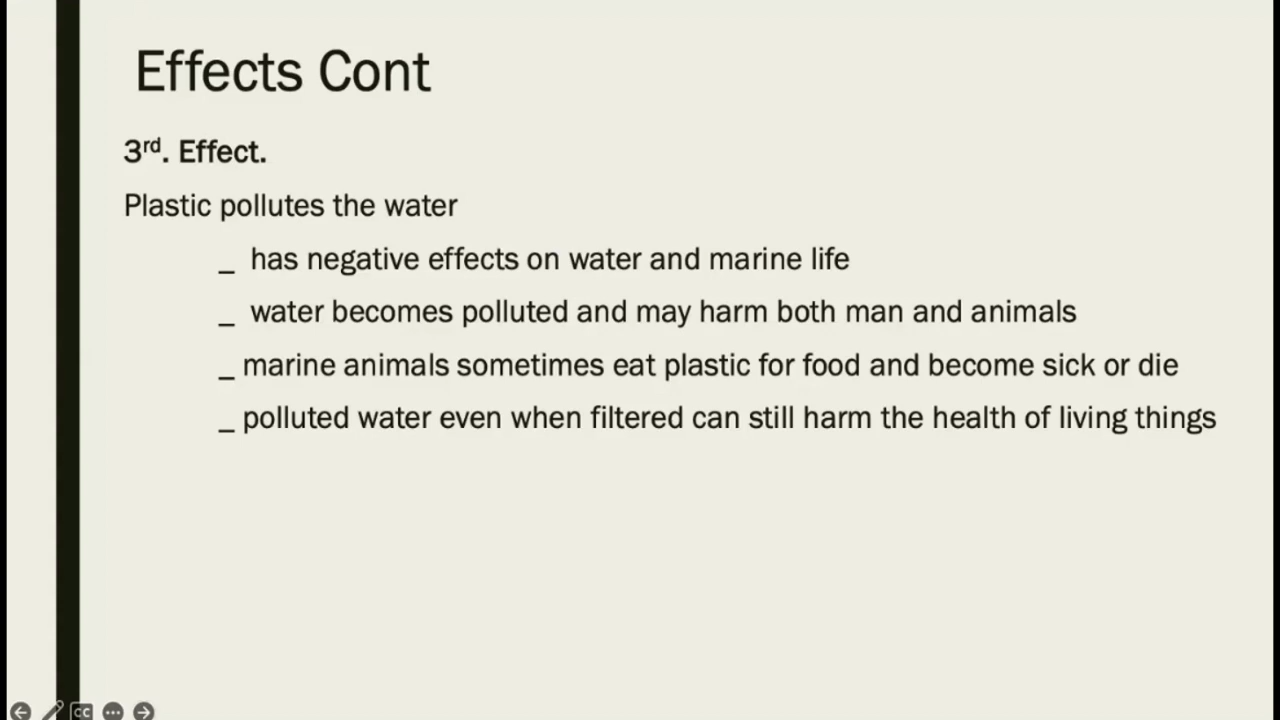 Effects Cont
3rd. Effect.
Plastic pollutes the water
_ has negative effects on water and marine life
_ water becomes polluted and may harm both man and animals
_ marine animals sometimes eat plastic for food and become sick or die
_ polluted water even when filtered can still harm the health of living things
CC